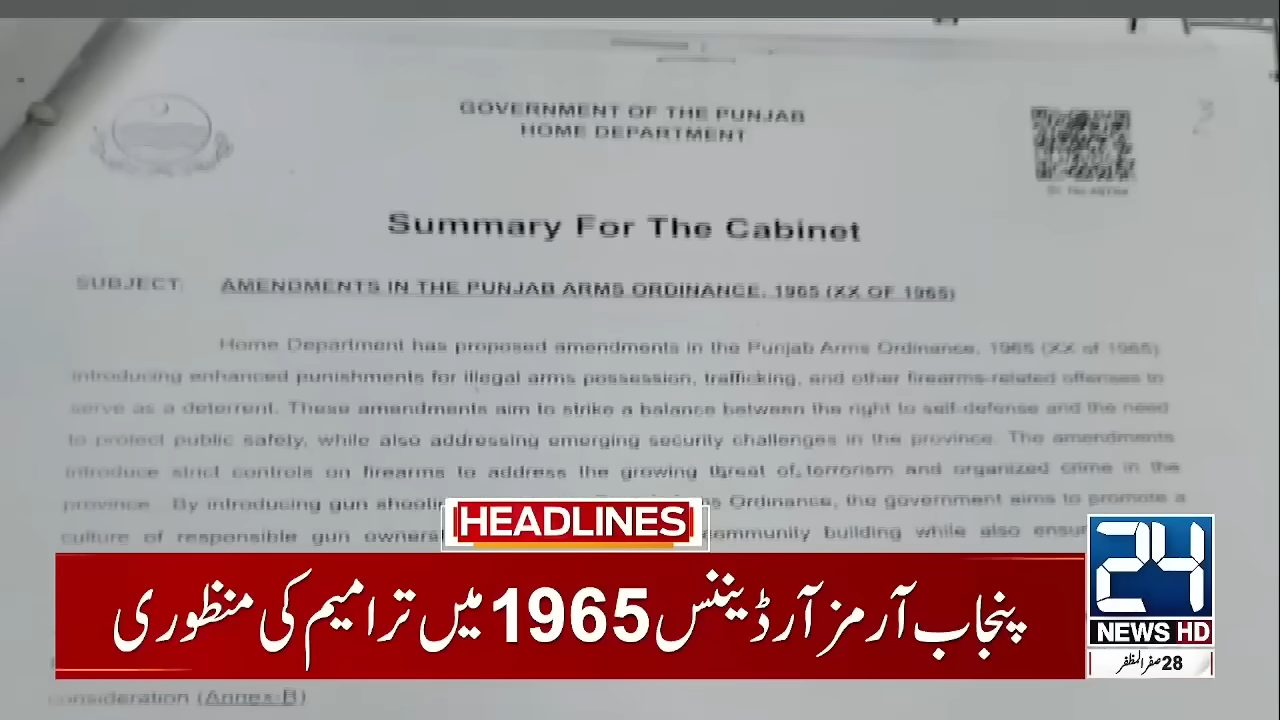 GOVERNMENT OF THE PUNJAB
HOME DEPARTMENT
Summary For The Cabinet
SUBJECT: AMENDMENTS IN THE PUNJAB ARMS ORDINANCE, 1965 (XX OF 1965)
Home Department has proposed amendments in the Punjab Arms Ordinance, 1965 (XX of 1965)
introducing enhanced punishments for illegal arms possession, trafficking, and other firearms-related offenses to
serve as a deterrent. These amendments aim to strike a balance between the right to self-defense and the need
to protect public safety, while also addressing emerging security challenges in the province. The amendments
introduce strict controls on firearms to address the growing threat of terrorism and organized crime in the
province. By introducing gun Ordinance, the government aims to promote a
culture of responsible gun community building while also
HEADLINES
پنجاب آرمز آرڈیننس 1965 میں ترامیم کی منظوری
24
NEWS HD
28 صفر المظفر
consideration (Annex-B)